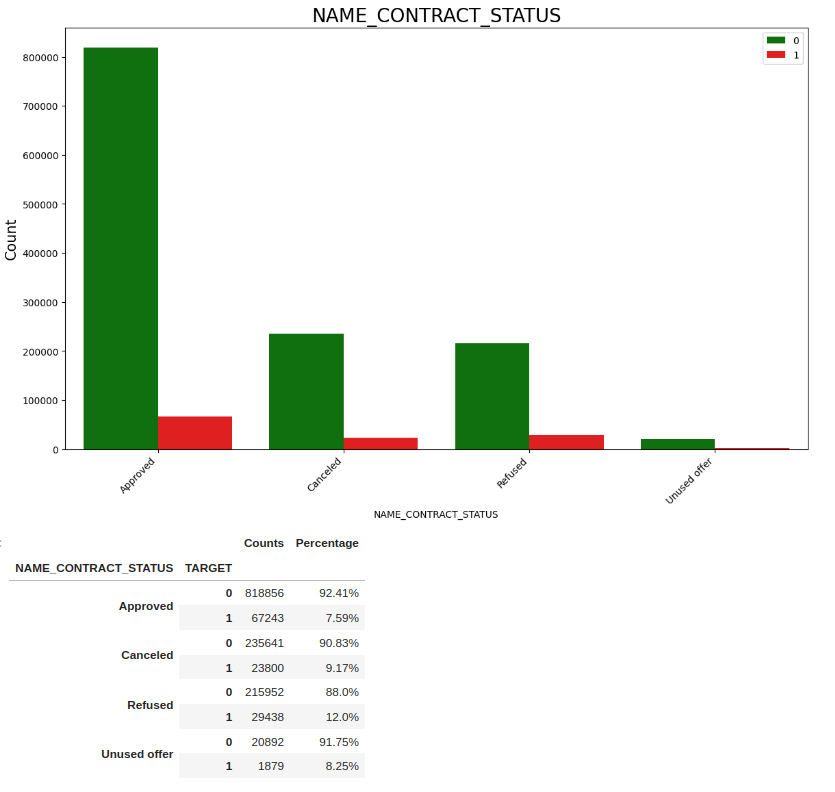 NAME_CONTRACT_STATUS
0
1
800000
700000
600000
500000
400000
300000
200000
100000
0
Count
Approved
Canceled
Refused
Unused offer
NAME_CONTRACT_STATUS
Counts Percentage
NAME_CONTRACT_STATUS TARGET
Approved
0 818856 92.41%
1 67243 7.59%
Canceled
0 235641 90.83%
1 23800 9.17%
Refused
0 215952 88.0%
1 29438 12.0%
Unused offer
0 20892 91.75%
1 1879 8.25%